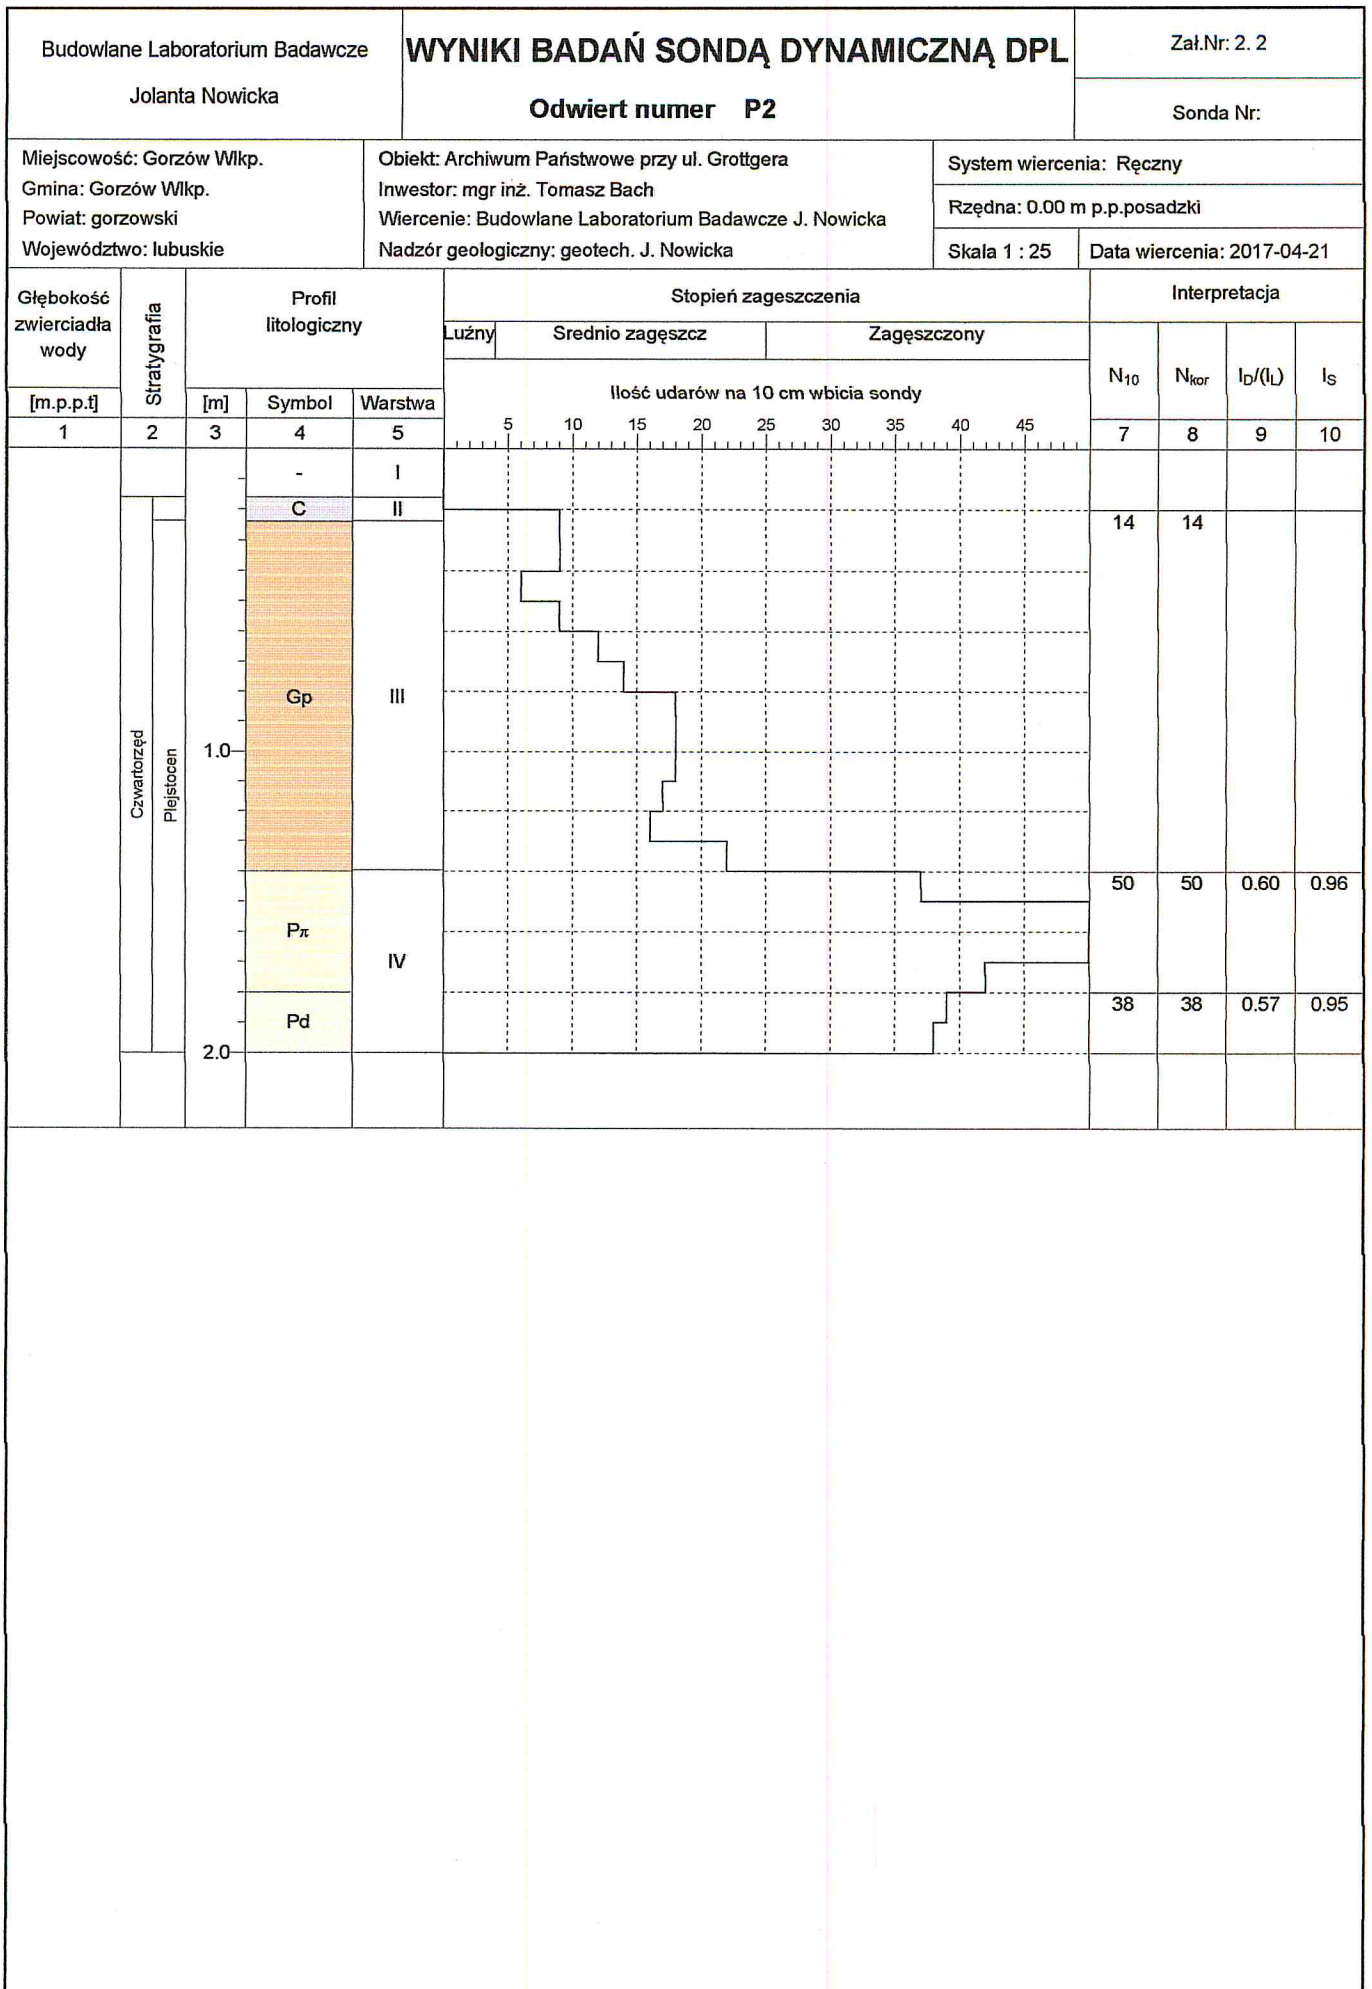 Budowlane Laboratorium Badawcze
Jolanta Nowicka
WYNIKI BADAŃ SONDĄ DYNAMICZNĄ DPL
Odwiert numer P2
Zał.Nr: 2. 2
Sonda Nr:
Miejscowość: Gorzów Wlkp.
Gmina: Gorzów Wlkp.
Powiat: gorzowski
Województwo: lubuskie
Obiekt: Archiwum Państwowe przy ul. Grottgera
Inwestor: mgr inż. Tomasz Bach
Wiercenie: Budowlane Laboratorium Badawcze J. Nowicka
Nadzór geologiczny: geotech. J. Nowicka
System wiercenia: Ręczny
Rzędna: 0.00 m p.p.posadzki
Skala 1 : 25
Data wiercenia: 2017-04-21
Głębokość
zwierciadła
wody
[m.p.p.t]
Stratygrafia
Profil
litologiczny
[m] Symbol Warstwa
Stopień zageszczenia
Luźny Srednio zagęszcz Zagęszczony
Ilość udarów na 10 cm wbicia sondy
Interpretacja
N10 Nkor ID/(IL) IS
1 2 3 4 5
5 10 15 20 25 30 35 40 45
7 8 9 10
- I
C II
14 14
Gp III
1.0
Czwartorzęd
Plejstocen
50 50 0.60 0.96
Pπ
IV
38 38 0.57 0.95
Pd
2.0